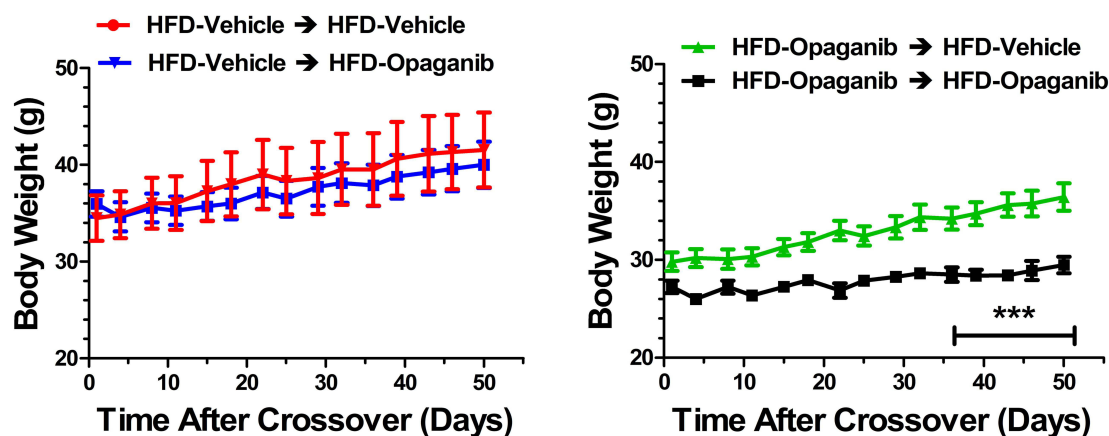 HFD-Vehicle ➔ HFD-Vehicle
HFD-Vehicle ➔ HFD-Opaganib
50
40
30
20
Body Weight (g)
0 10 20 30 40 50
Time After Crossover (Days)
HFD-Opaganib ➔ HFD-Vehicle
HFD-Opaganib ➔ HFD-Opaganib
50
40
30
20
Body Weight (g)
***
0 10 20 30 40 50
Time After Crossover (Days)